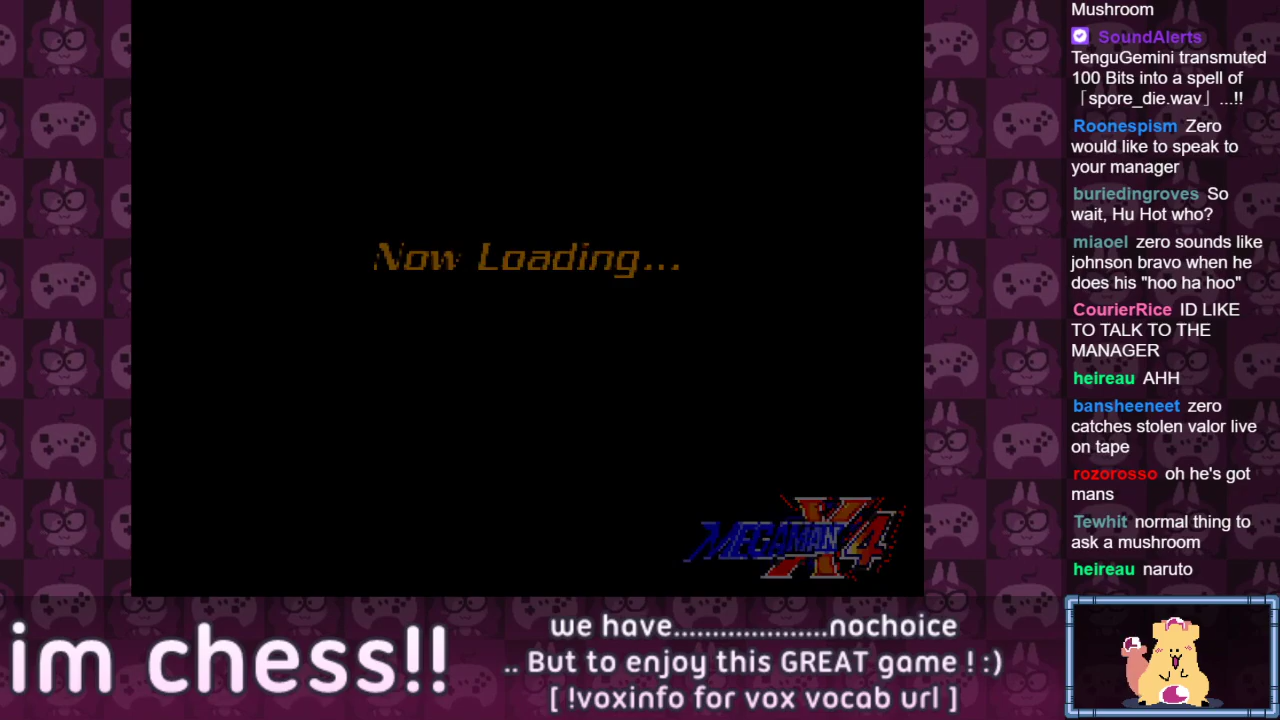 Now Loading...
MEGAMAN X4
Mushroom
SoundAlerts
TenguGemini transmuted
100 Bits into a spell of
「spore_die.wav」...!!
Roonespism Zero
would like to speak to
your manager
buriedingroves So
wait, Hu Hot who?
miaoel zero sounds like
johnson bravo when he
does his "hoo ha hoo"
CourierRice ID LIKE
TO TALK TO THE
MANAGER
heireau AHH
bansheeneet zero
catches stolen valor live
on tape
rozorosso oh he's got
mans
Tewhit normal thing to
ask a mushroom
heireau naruto
im chess!!
we have....................nochoice
.. But to enjoy this GREAT game ! :)
[ !voxinfo for vox vocab url ]